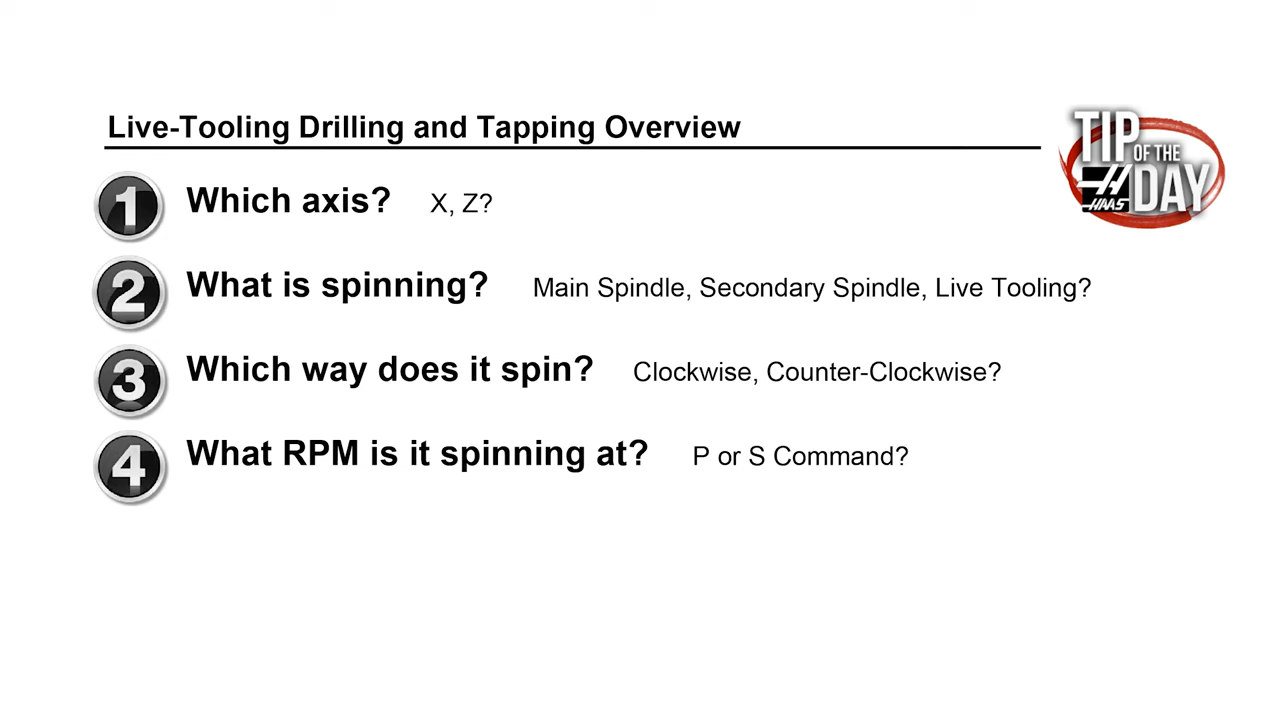 Live-Tooling Drilling and Tapping Overview
TIP
OF THE
DAY
HAAS
1 Which axis? X, Z?
2 What is spinning? Main Spindle, Secondary Spindle, Live Tooling?
3 Which way does it spin? Clockwise, Counter-Clockwise?
4 What RPM is it spinning at? P or S Command?